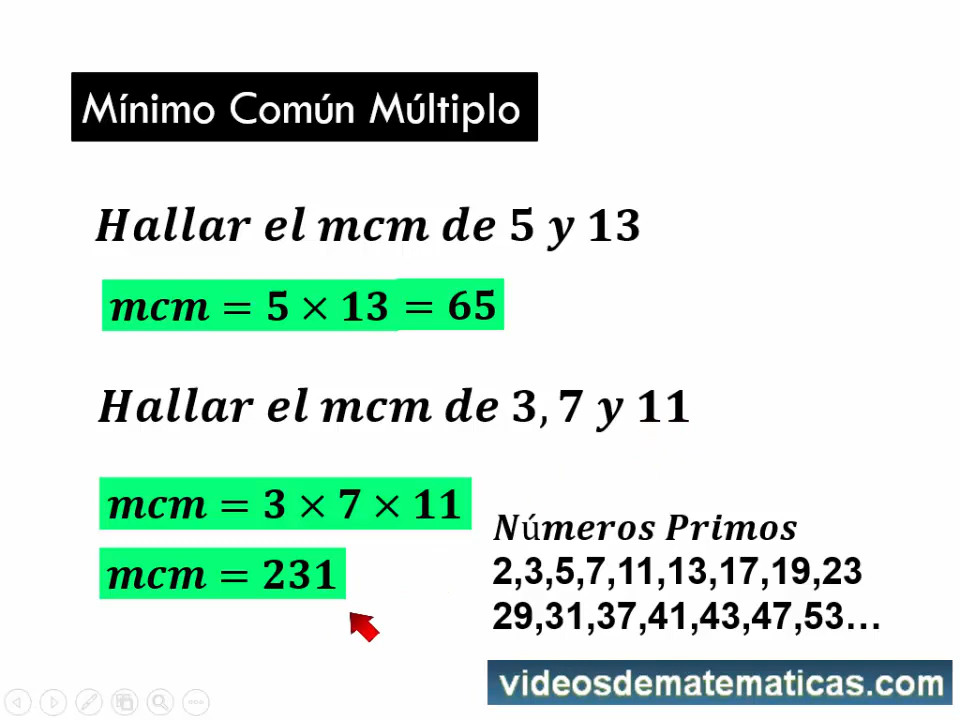 Mínimo Común Múltiplo
Hallar el mcm de 5 y 13
mcm = 5 × 13 = 65
Hallar el mcm de 3, 7 y 11
mcm = 3 × 7 × 11
mcm = 231
Números Primos
2,3,5,7,11,13,17,19,23
29,31,37,41,43,47,53...
videosdematematicas.com